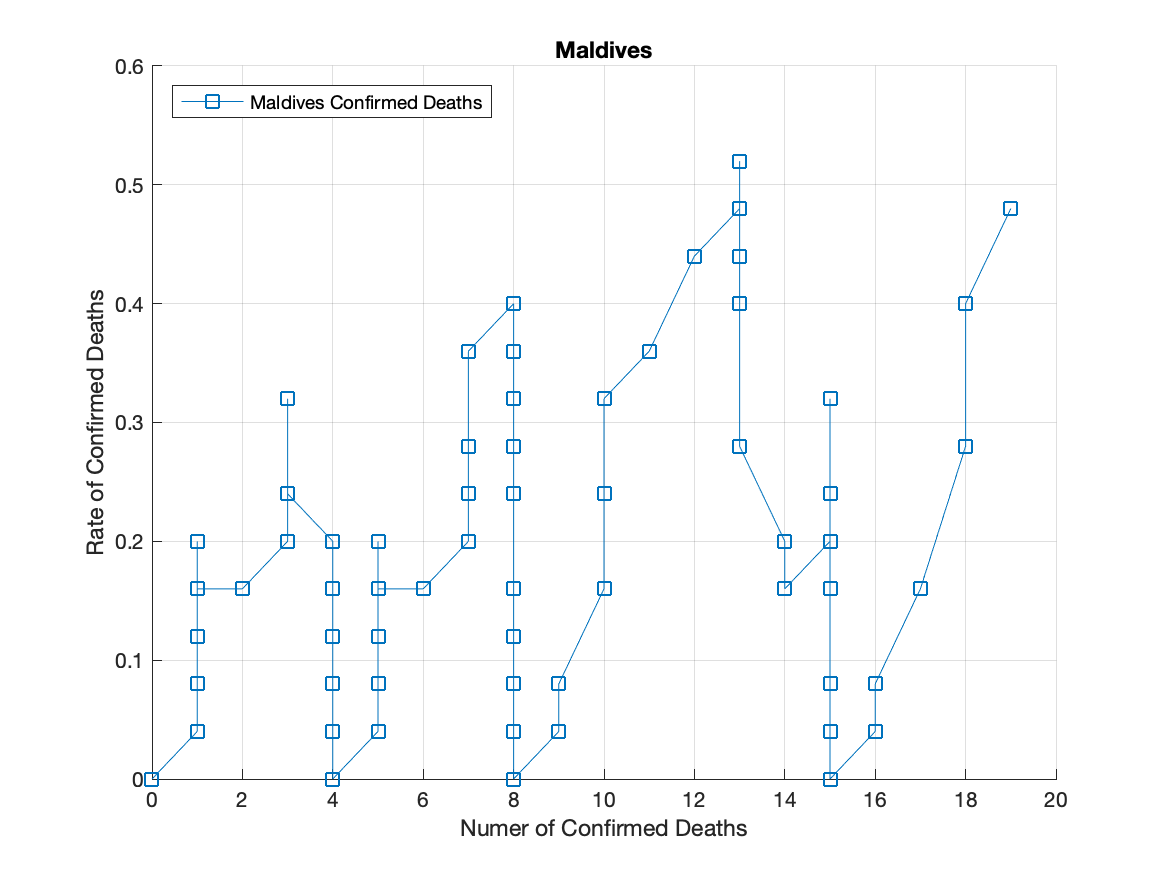 Maldives
Maldives Confirmed Deaths
0.6
0.5
0.4
0.3
0.2
0.1
0
Rate of Confirmed Deaths
0 2 4 6 8 10 12 14 16 18 20
Numer of Confirmed Deaths